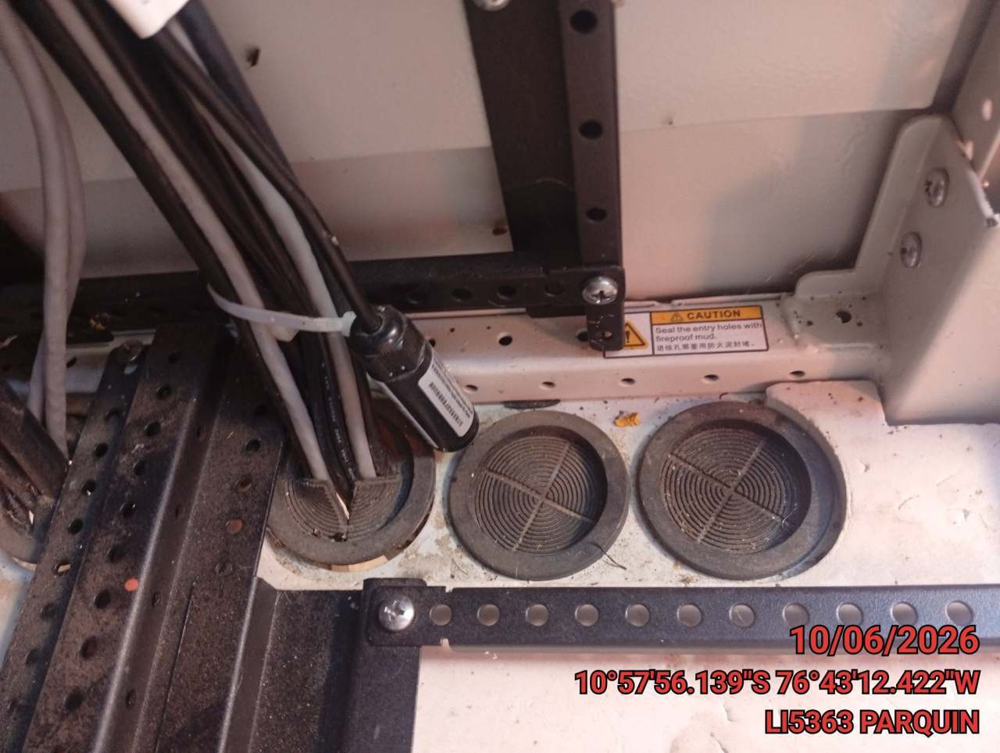 CAUTION
Seal the entry holes with
fireproof mud.
进线孔需要用防火泥封堵。
10/06/2026
10°57'56.139"S 76°43'12.422"W
LI5363 PARQUIN